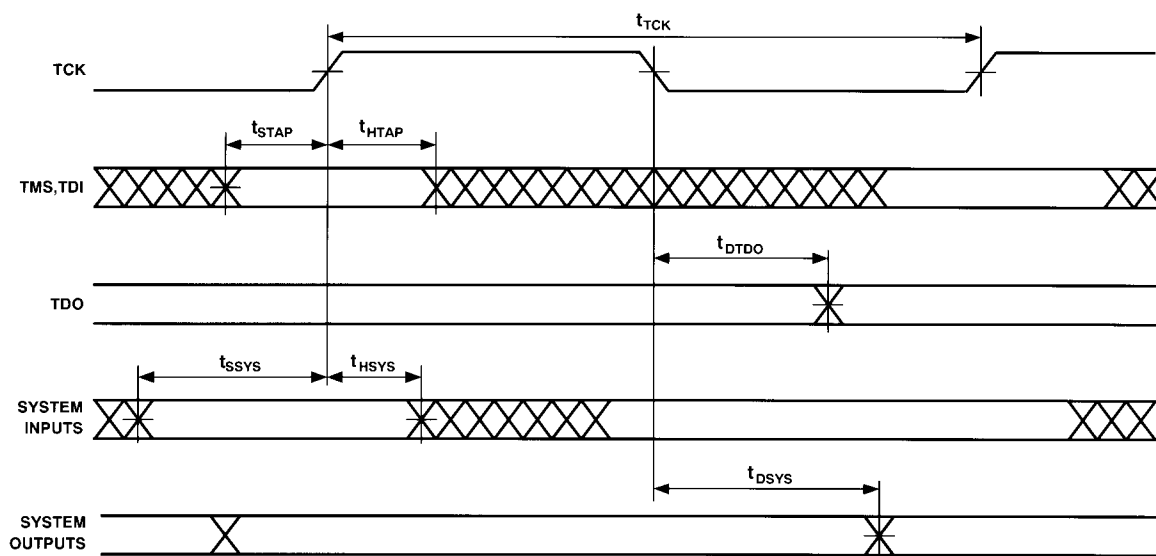 tTCK
TCK
tSTAP
tHTAP
TMS,TDI
tDTDO
TDO
tSSYS
tHSYS
SYSTEM
INPUTS
tDSYS
SYSTEM
OUTPUTS